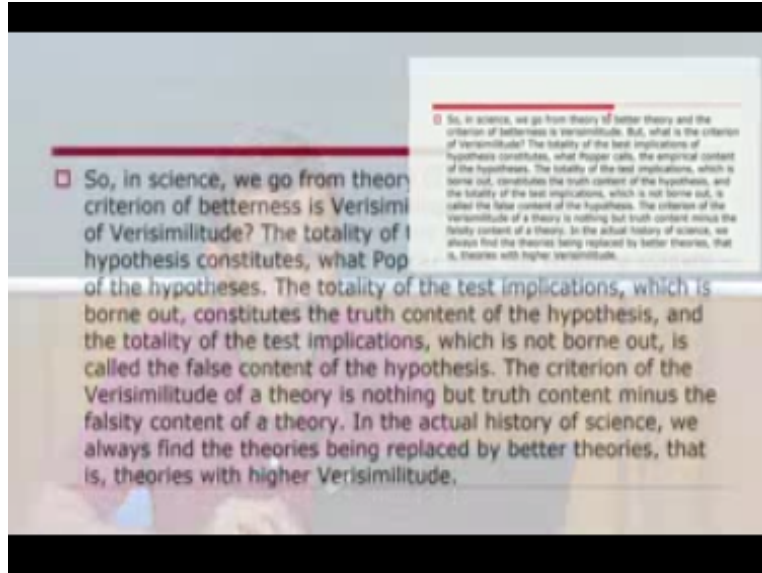 So, in science, we go from theory
criterion of betterness is Verisimi
of Verisimilitude? The totality of t
hypothesis constitutes, what Pop
of the hypotheses. The totality of the test implications, which is
borne out, constitutes the truth content of the hypothesis, and
the totality of the test implications, which is not borne out, is
called the false content of the hypothesis. The criterion of the
Verisimilitude of a theory is nothing but truth content minus the
falsity content of a theory. In the actual history of science, we
always find the theories being replaced by better theories, that
is, theories with higher Verisimilitude.
So, in science, we go from theory to better theory and the
criterion of betterness is Verisimilitude. But, what is the criterion
of Verisimilitude? The totality of the best implications of
hypothesis constitutes, what Popper calls, the empirical content
of the hypotheses. The totality of the test implications, which is
borne out, constitutes the truth content of the hypothesis, and
the totality of the test implications, which is not borne out, is
called the false content of the hypothesis. The criterion of the
Verisimilitude of a theory is nothing but truth content minus the
falsity content of a theory. In the actual history of science, we
always find the theories being replaced by better theories, that
is, theories with higher Verisimilitude.